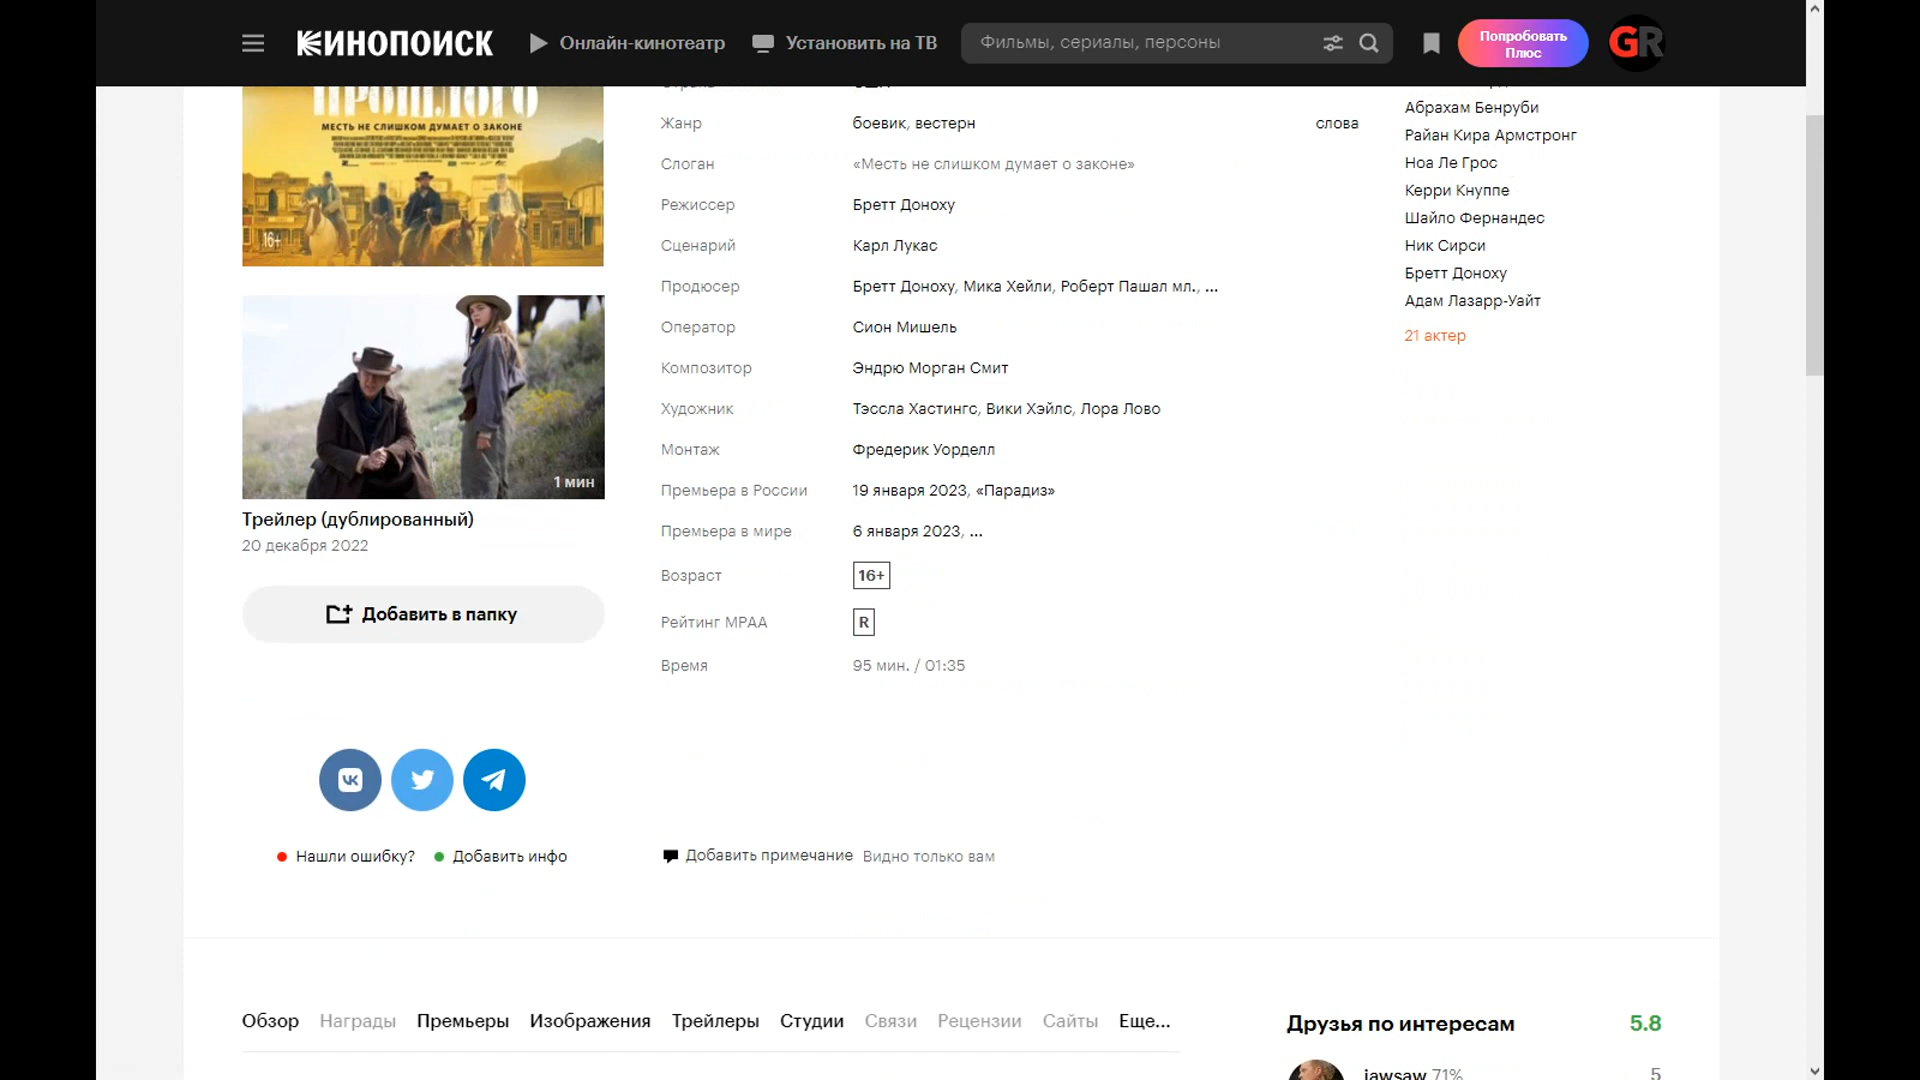 КИНОПОИСК
Онлайн-кинотеатр
Установить на ТВ
Фильмы, сериалы, персоны
Попробовать
Плюс
GR
МЕСТЬ НЕ СЛИШКОМ ДУМАЕТ О ЗАКОНЕ
16+
1 мин
Трейлер (дублированный)
20 декабря 2022
Добавить в папку
Нашли ошибку?
Добавить инфо
Жанр боевик, вестерн слова
Слоган «Месть не слишком думает о законе»
Режиссер Бретт Доноху
Сценарий Карл Лукас
Продюсер Бретт Доноху, Мика Хейли, Роберт Пашал мл., ...
Оператор Сион Мишель
Композитор Эндрю Морган Смит
Художник Тэссла Хастингс, Вики Хэйлс, Лора Лово
Монтаж Фредерик Уорделл
Премьера в России 19 января 2023, «Парадиз»
Премьера в мире 6 января 2023, ...
Возраст 16+
Рейтинг MPAA R
Время 95 мин. / 01:35
Добавить примечание Видно только вам
Абрахам Бенруби
Райан Кира Армстронг
Ноа Ле Грос
Керри Кнуппе
Шайло Фернандес
Ник Сирси
Бретт Доноху
Адам Лазарр-Уайт
21 актер
Обзор Награды Премьеры Изображения Трейлеры Студии Связи Рецензии Сайты Еще...
Друзья по интересам 5.8
jawsaw 71% 5